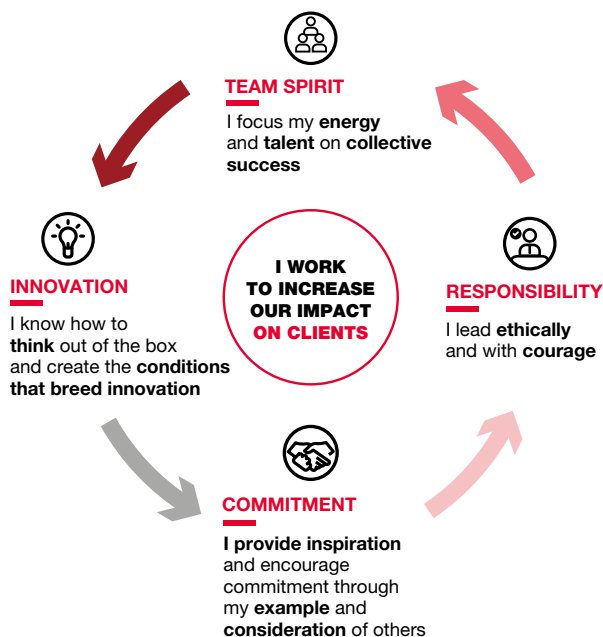 TEAM SPIRIT
I focus my energy
and talent on collective
success
INNOVATION
I know how to
think out of the box
and create the conditions
that breed innovation
I WORK
TO INCREASE
OUR IMPACT
ON CLIENTS
RESPONSIBILITY
I lead ethically
and with courage
COMMITMENT
I provide inspiration
and encourage
commitment through
my example and
consideration of others